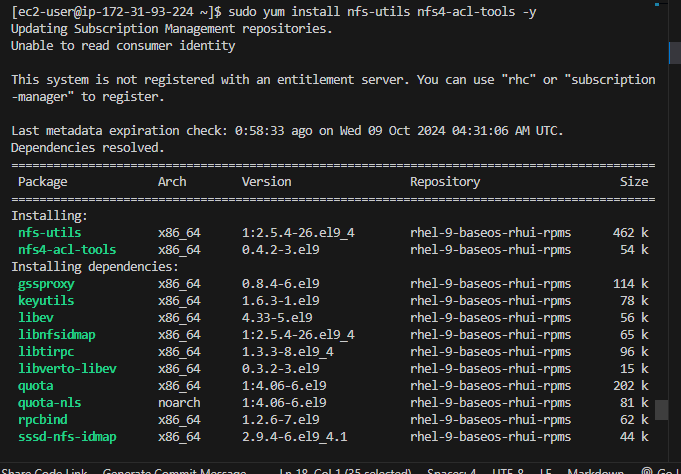 [ec2-user@ip-172-31-93-224 ~]$ sudo yum install nfs-utils nfs4-acl-tools -y
Updating Subscription Management repositories.
Unable to read consumer identity
This system is not registered with an entitlement server. You can use "rhc" or "subscription
-manager" to register.
Last metadata expiration check: 0:58:33 ago on Wed 09 Oct 2024 04:31:06 AM UTC.
Dependencies resolved.
Package Arch Version Repository Size
Installing:
nfs-utils x86_64 1:2.5.4-26.el9_4 rhel-9-baseos-rhui-rpms 462 k
nfs4-acl-tools x86_64 0.4.2-3.el9 rhel-9-baseos-rhui-rpms 54 k
Installing dependencies:
gssproxy x86_64 0.8.4-6.el9 rhel-9-baseos-rhui-rpms 114 k
keyutils x86_64 1.6.3-1.el9 rhel-9-baseos-rhui-rpms 78 k
libev x86_64 4.33-5.el9 rhel-9-baseos-rhui-rpms 56 k
libnfsidmap x86_64 1:2.5.4-26.el9_4 rhel-9-baseos-rhui-rpms 65 k
libtirpc x86_64 1.3.3-8.el9_4 rhel-9-baseos-rhui-rpms 96 k
libverto-libev x86_64 0.3.2-3.el9 rhel-9-baseos-rhui-rpms 15 k
quota x86_64 1:4.06-6.el9 rhel-9-baseos-rhui-rpms 202 k
quota-nls noarch 1:4.06-6.el9 rhel-9-baseos-rhui-rpms 81 k
rpcbind x86_64 1.2.6-7.el9 rhel-9-baseos-rhui-rpms 62 k
sssd-nfs-idmap x86_64 2.9.4-6.el9_4.1 rhel-9-baseos-rhui-rpms 44 k
Share Code Link Generate Commit Message Ln 18, Col 1 (35 selected) Spaces: 4 UTF-8 LF Markdown Go L